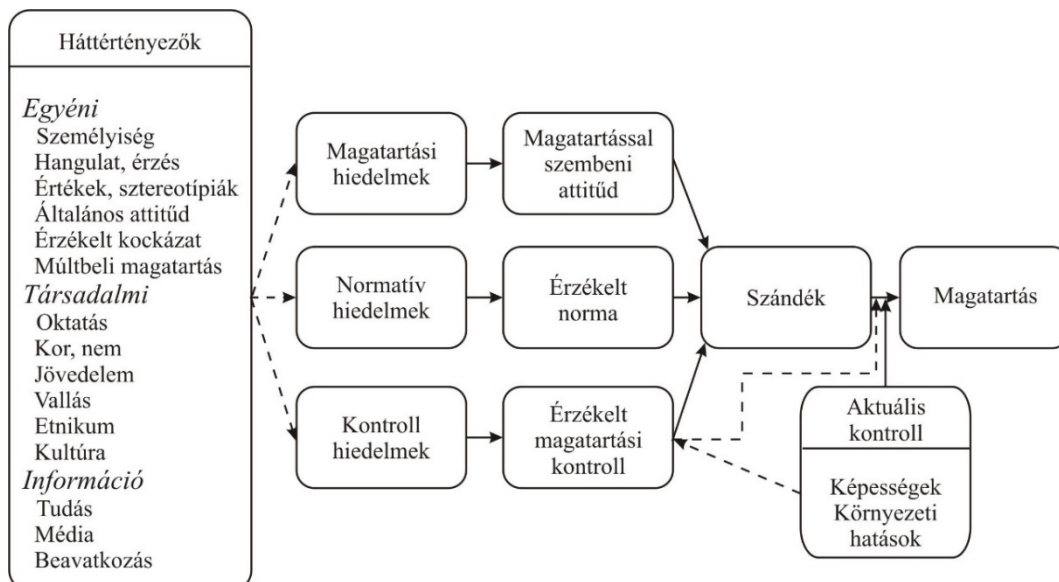 Háttértényezők
Egyéni
Személyiség
Hangulat, érzés
Értékek, sztereotípiák
Általános attitűd
Érzékelt kockázat
Múltbeli magatartás
Társadalmi
Oktatás
Kor, nem
Jövedelem
Vallás
Etnikum
Kultúra
Információ
Tudás
Média
Beavatkozás
Magatartási
hiedelmek
Normatív
hiedelmek
Kontroll
hiedelmek
Magatartással
szembeni
attitűd
Érzékelt
norma
Érzékelt
magatartási
kontroll
Szándék
Magatartás
Aktuális
kontroll
Képességek
Környezeti
hatások